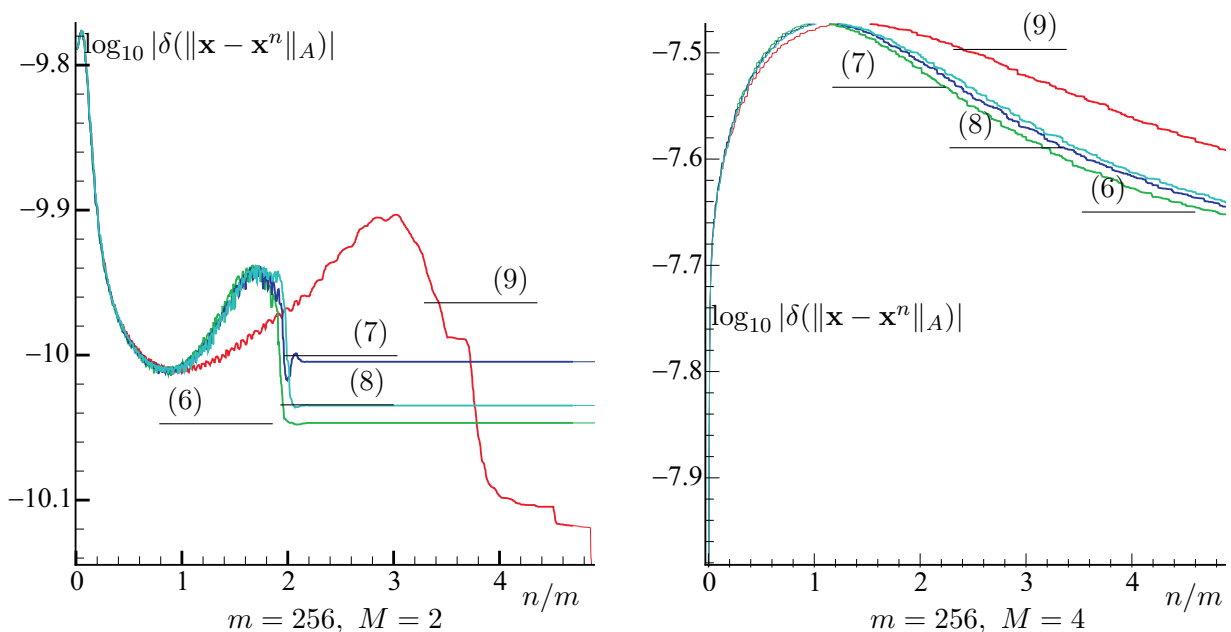 log₁₀ |δ(‖x − xⁿ‖_A)|
−9.8
−9.9
−10
−10.1
(9)
(7)
(8)
(6)
0 1 2 3 4
n/m
m = 256, M = 2
−7.5
−7.6
−7.7
−7.8
−7.9
(9)
(7)
(8)
(6)
log₁₀ |δ(‖x − xⁿ‖_A)|
0 1 2 3 4
n/m
m = 256, M = 4